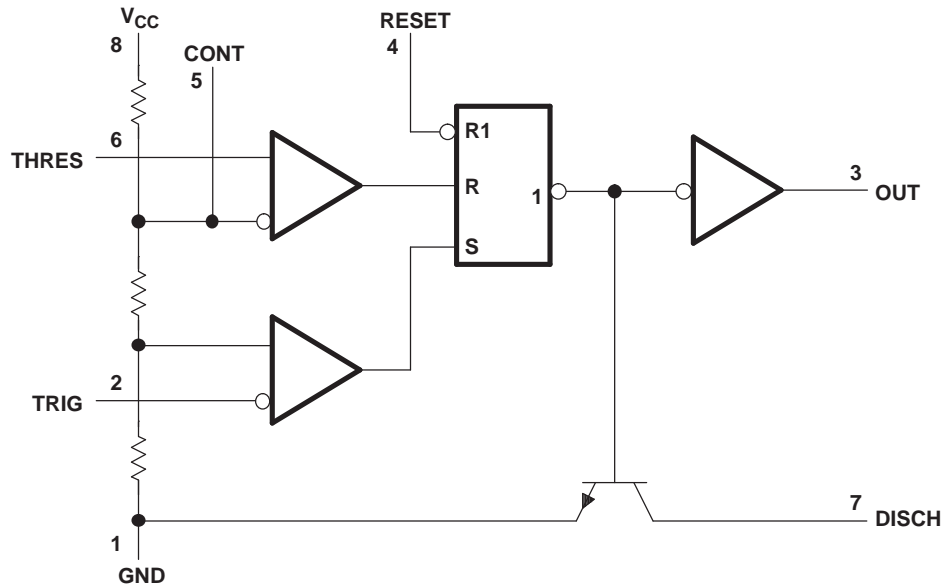 VCC
8
CONT
5
RESET
4
6
THRES
R1
R
1
S
3
OUT
2
TRIG
7
DISCH
1
GND